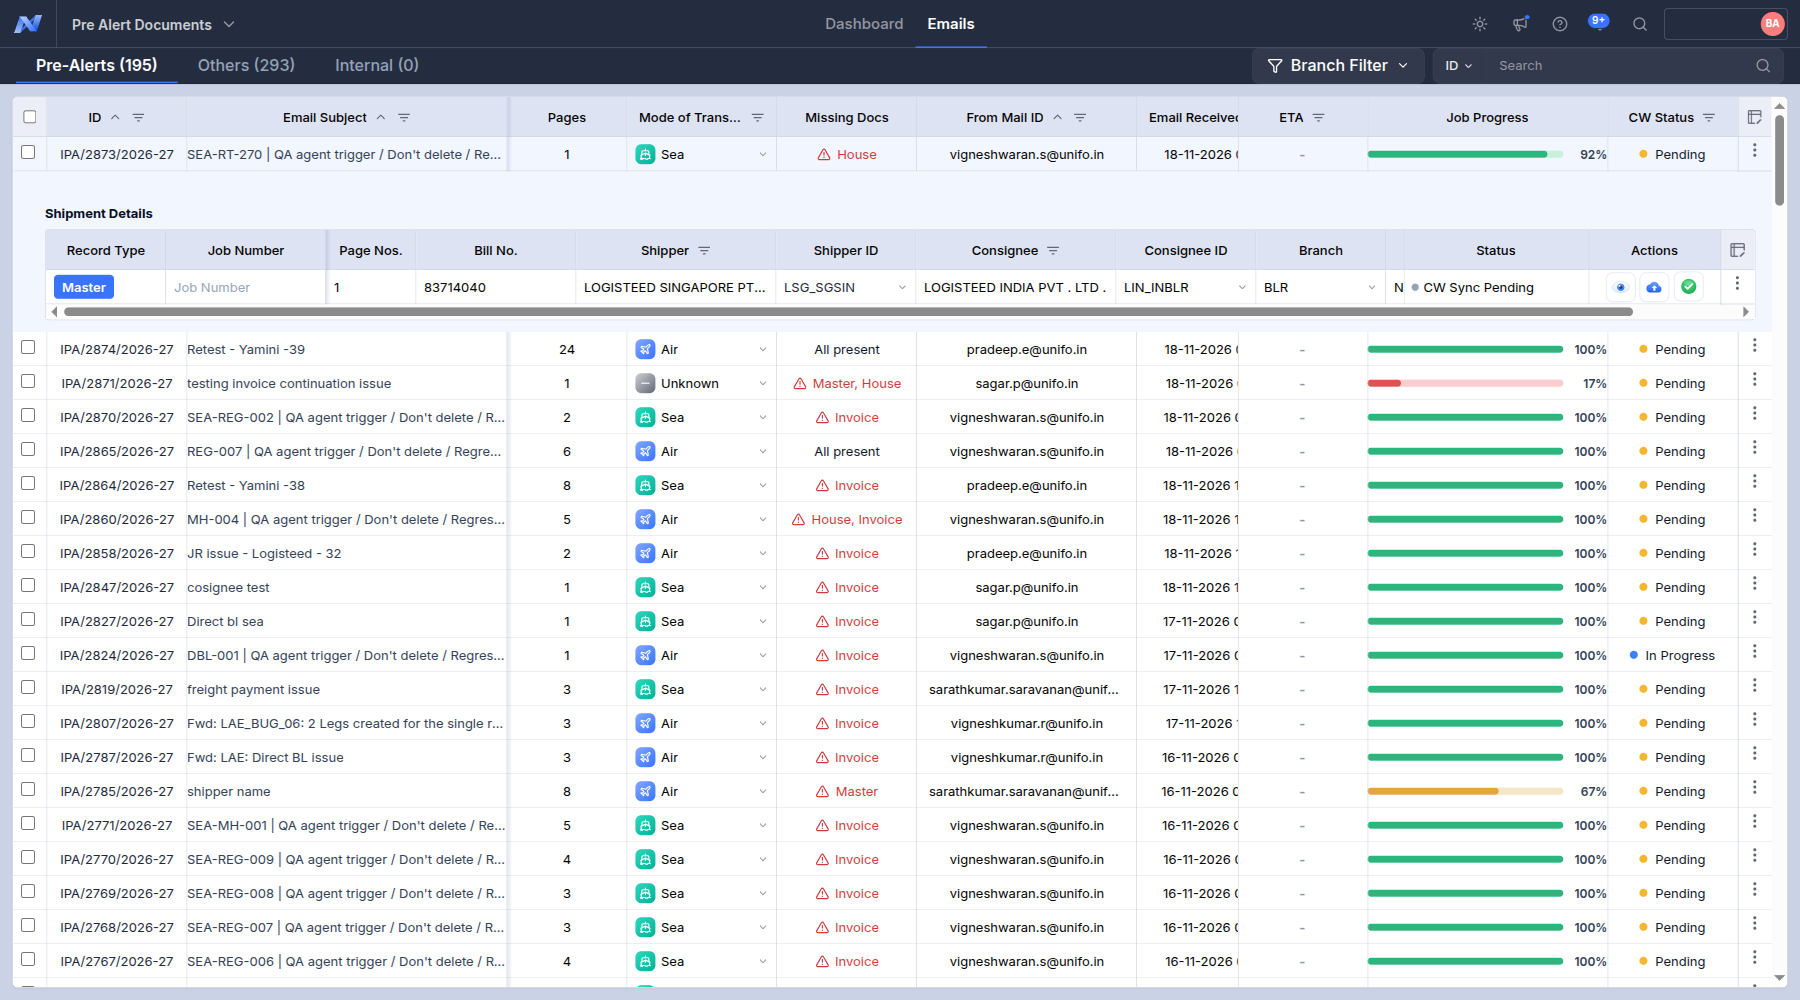 Pre Alert Documents
Dashboard
Emails
9+
BA
Pre-Alerts (195)
Others (293)
Internal (0)
Branch Filter
ID
Search
ID Email Subject Pages Mode of Trans... Missing Docs From Mail ID Email Received ETA Job Progress CW Status
IPA/2873/2026-27 SEA-RT-270 | QA agent trigger / Don't delete / Re... 1 Sea House vigneshwaran.s@unifo.in 18-11-2026 - 92% Pending
Shipment Details
Record Type Job Number Page Nos. Bill No. Shipper Shipper ID Consignee Consignee ID Branch Status Actions
Master Job Number 1 83714040 LOGISTEED SINGAPORE PT... LSG_SGSIN LOGISTEED INDIA PVT . LTD . LIN_INBLR BLR N CW Sync Pending
IPA/2874/2026-27 Retest - Yamini -39 24 Air All present pradeep.e@unifo.in 18-11-2026 - 100% Pending
IPA/2871/2026-27 testing invoice continuation issue 1 Unknown Master, House sagar.p@unifo.in 18-11-2026 - 17% Pending
IPA/2870/2026-27 SEA-REG-002 | QA agent trigger / Don't delete / R... 2 Sea Invoice vigneshwaran.s@unifo.in 18-11-2026 - 100% Pending
IPA/2865/2026-27 REG-007 | QA agent trigger / Don't delete / Regre... 6 Air All present vigneshwaran.s@unifo.in 18-11-2026 - 100% Pending
IPA/2864/2026-27 Retest - Yamini -38 8 Sea Invoice pradeep.e@unifo.in 18-11-2026 1 - 100% Pending
IPA/2860/2026-27 MH-004 | QA agent trigger / Don't delete / Regres... 5 Air House, Invoice vigneshwaran.s@unifo.in 18-11-2026 1 - 100% Pending
IPA/2858/2026-27 JR issue - Logisteed - 32 2 Air Invoice pradeep.e@unifo.in 18-11-2026 - 100% Pending
IPA/2847/2026-27 cosignee test 1 Sea Invoice sagar.p@unifo.in 18-11-2026 1 - 100% Pending
IPA/2827/2026-27 Direct bl sea 1 Sea Invoice sagar.p@unifo.in 17-11-2026 - 100% Pending
IPA/2824/2026-27 DBL-001 | QA agent trigger / Don't delete / Regres... 1 Air Invoice vigneshwaran.s@unifo.in 17-11-2026 - 100% In Progress
IPA/2819/2026-27 freight payment issue 3 Sea Invoice sarathkumar.saravanan@unif... 17-11-2026 1 - 100% Pending
IPA/2807/2026-27 Fwd: LAE_BUG_06: 2 Legs created for the single r... 3 Air Invoice vigneshkumar.r@unifo.in 17-11-2026 - 100% Pending
IPA/2787/2026-27 Fwd: LAE: Direct BL issue 3 Air Invoice vigneshkumar.r@unifo.in 16-11-2026 - 100% Pending
IPA/2785/2026-27 shipper name 8 Air Master sarathkumar.saravanan@unif... 16-11-2026 - 67% Pending
IPA/2771/2026-27 SEA-MH-001 | QA agent trigger / Don't delete / Re... 5 Sea Invoice vigneshwaran.s@unifo.in 16-11-2026 - 100% Pending
IPA/2770/2026-27 SEA-REG-009 | QA agent trigger / Don't delete / R... 4 Sea Invoice vigneshwaran.s@unifo.in 16-11-2026 - 100% Pending
IPA/2769/2026-27 SEA-REG-008 | QA agent trigger / Don't delete / R... 3 Sea Invoice vigneshwaran.s@unifo.in 16-11-2026 - 100% Pending
IPA/2768/2026-27 SEA-REG-007 | QA agent trigger / Don't delete / R... 3 Sea Invoice vigneshwaran.s@unifo.in 16-11-2026 - 100% Pending
IPA/2767/2026-27 SEA-REG-006 | QA agent trigger / Don't delete / R... 4 Sea Invoice vigneshwaran.s@unifo.in 16-11-2026 - 100% Pending